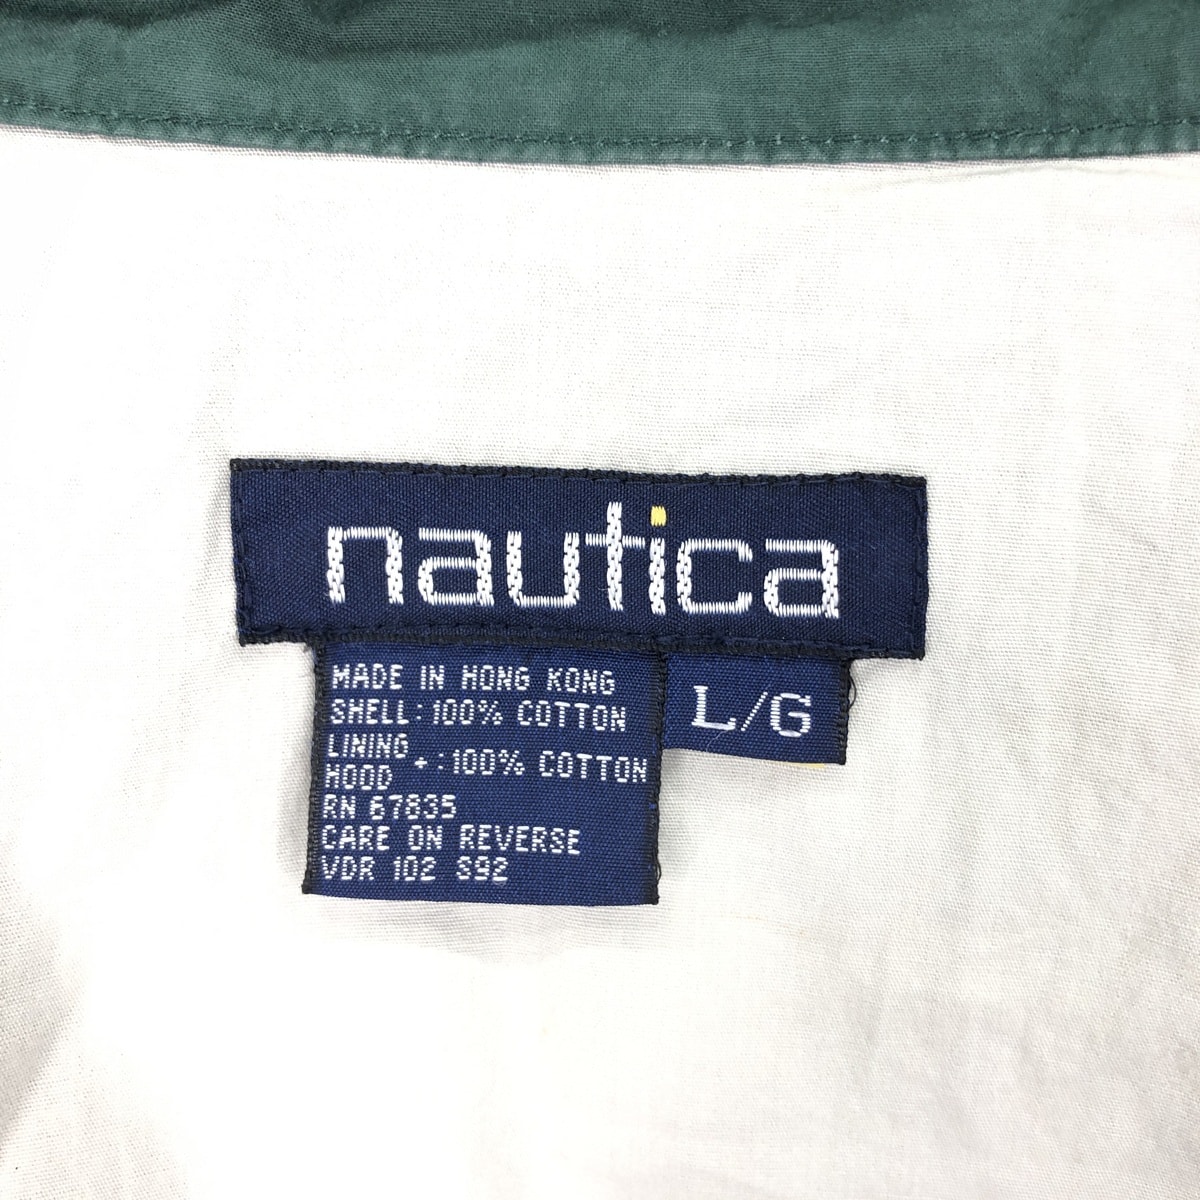 nautica
MADE IN HONG KONG
SHELL: 100% COTTON
LINING
HOOD + : 100% COTTON
RN 67835
CARE ON REVERSE
VDR 102 S92
L/G